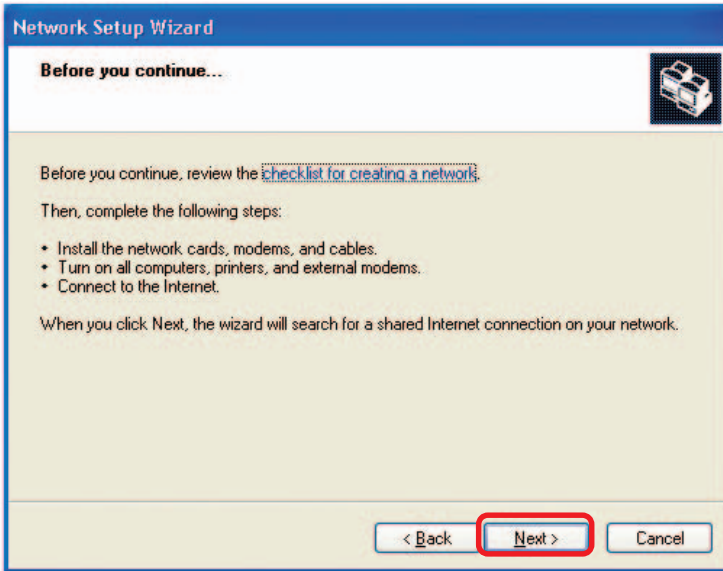 Network Setup Wizard
Before you continue...
Before you continue, review the checklist for creating a network.
Then, complete the following steps:
• Install the network cards, modems, and cables.
• Turn on all computers, printers, and external modems.
• Connect to the Internet.
When you click Next, the wizard will search for a shared Internet connection on your network.
< Back Next > Cancel